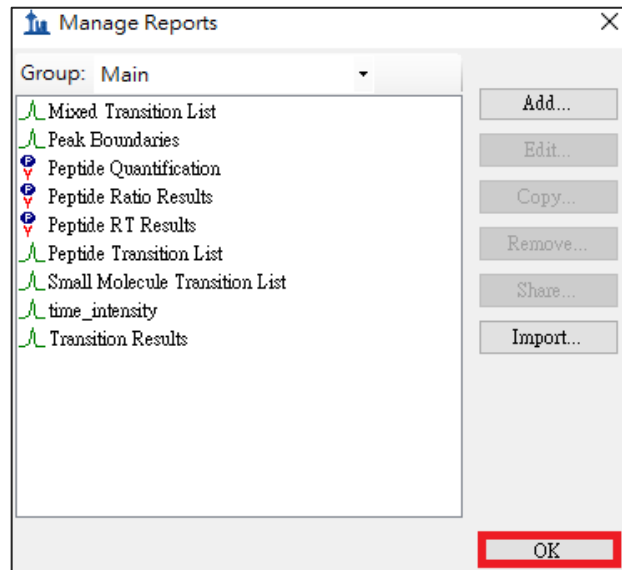 Manage Reports
Group: Main
Mixed Transition List
Peak Boundaries
Peptide Quantification
Peptide Ratio Results
Peptide RT Results
Peptide Transition List
Small Molecule Transition List
time_intensity
Transition Results
Add...
Edit...
Copy...
Remove...
Share...
Import...
OK